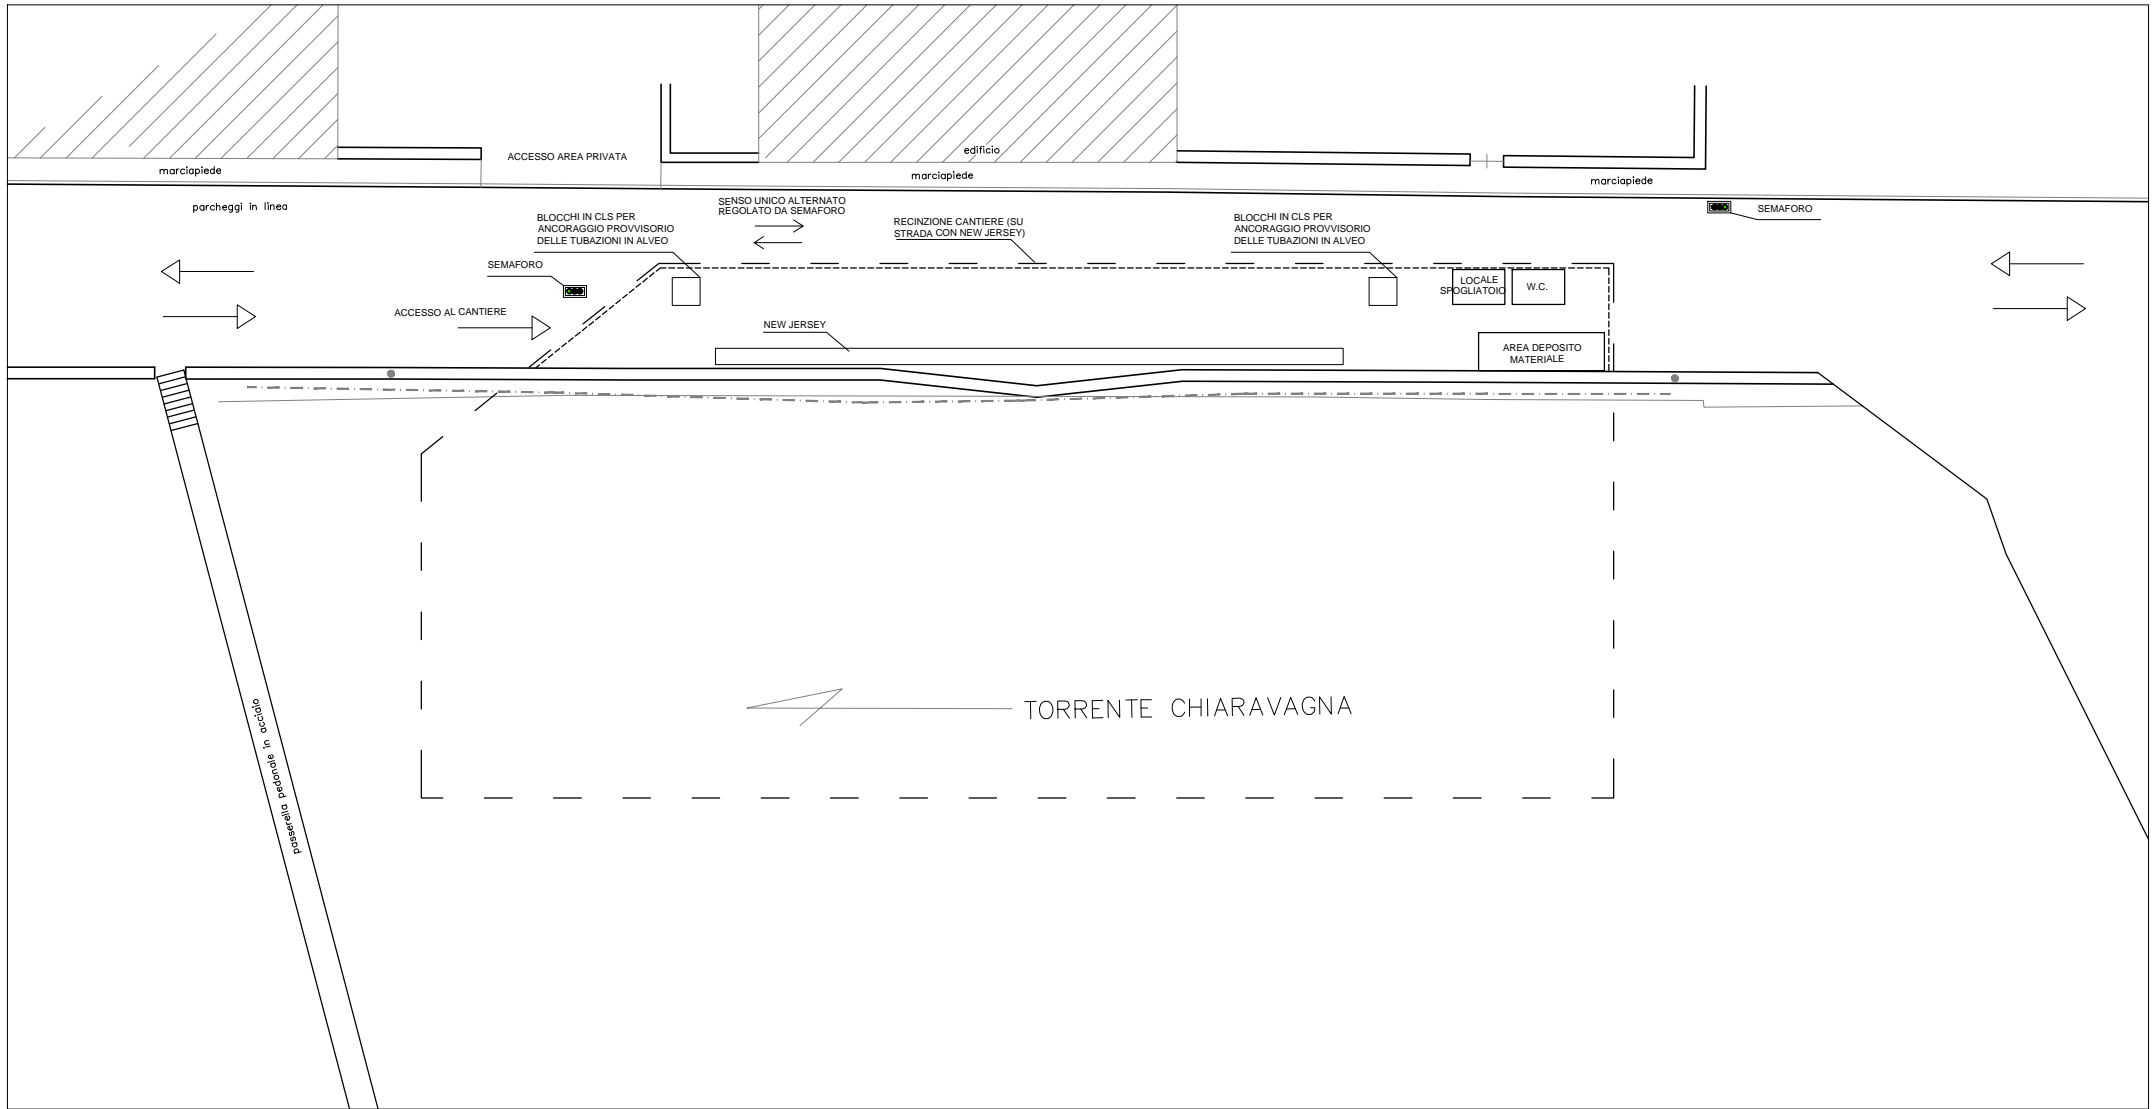 edificio
ACCESSO AREA PRIVATA
marciapiede
marciapiede
marciapiede
parcheggi in linea
SENSO UNICO ALTERNATO
REGOLATO DA SEMAFORO
BLOCCHI IN CLS PER
ANCORAGGIO PROVVISORIO
DELLE TUBAZIONI IN ALVEO
RECINZIONE CANTIERE (SU
STRADA CON NEW JERSEY)
BLOCCHI IN CLS PER
ANCORAGGIO PROVVISORIO
DELLE TUBAZIONI IN ALVEO
SEMAFORO
SEMAFORO
LOCALE
SPOGLIATOIO
W.C.
ACCESSO AL CANTIERE
NEW JERSEY
AREA DEPOSITO
MATERIALE
TORRENTE CHIARAVAGNA
passerella pedonale in acciaio